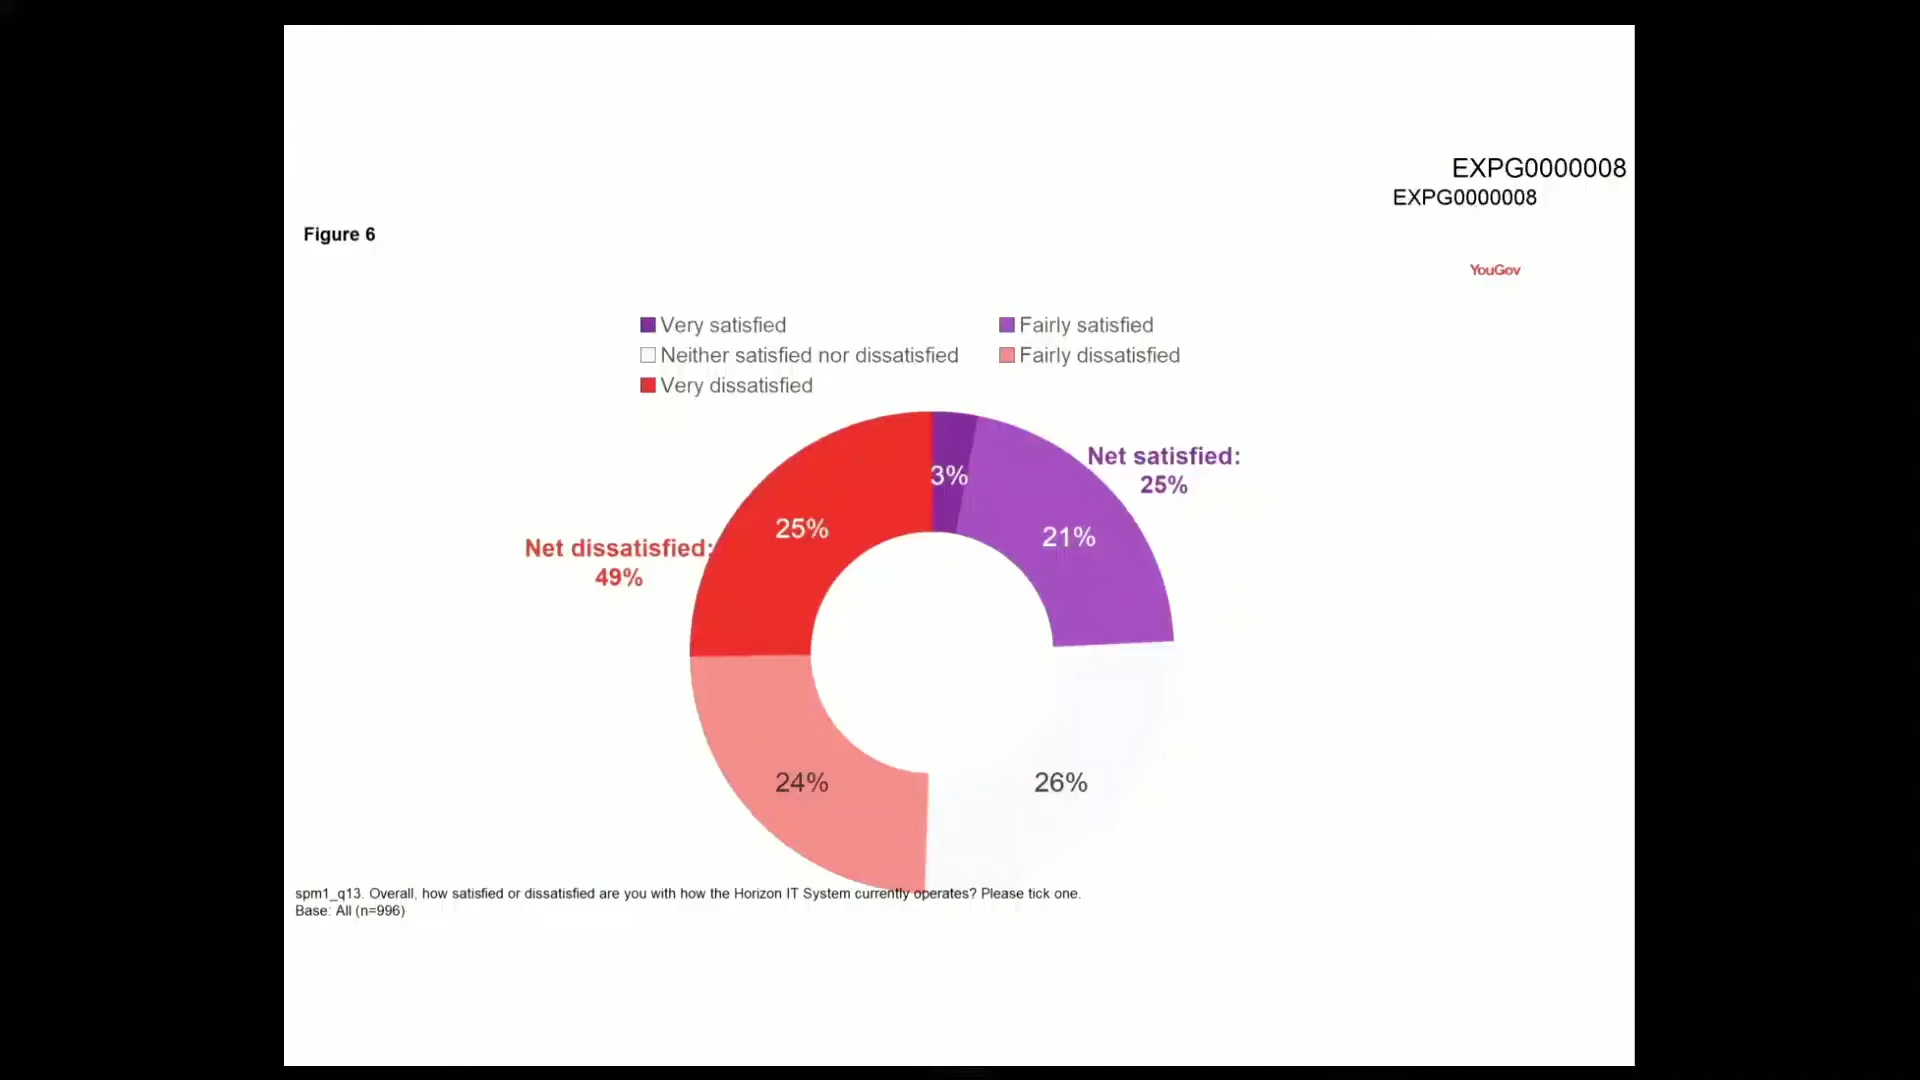 EXPG0000008
EXPG0000008
Figure 6
YouGov
Very satisfied
Fairly satisfied
Neither satisfied nor dissatisfied
Fairly dissatisfied
Very dissatisfied
3%
Net satisfied:
25%
25%
21%
Net dissatisfied:
49%
24%
26%
spm1_q13. Overall, how satisfied or dissatisfied are you with how the Horizon IT System currently operates? Please tick one.
Base: All (n=996)